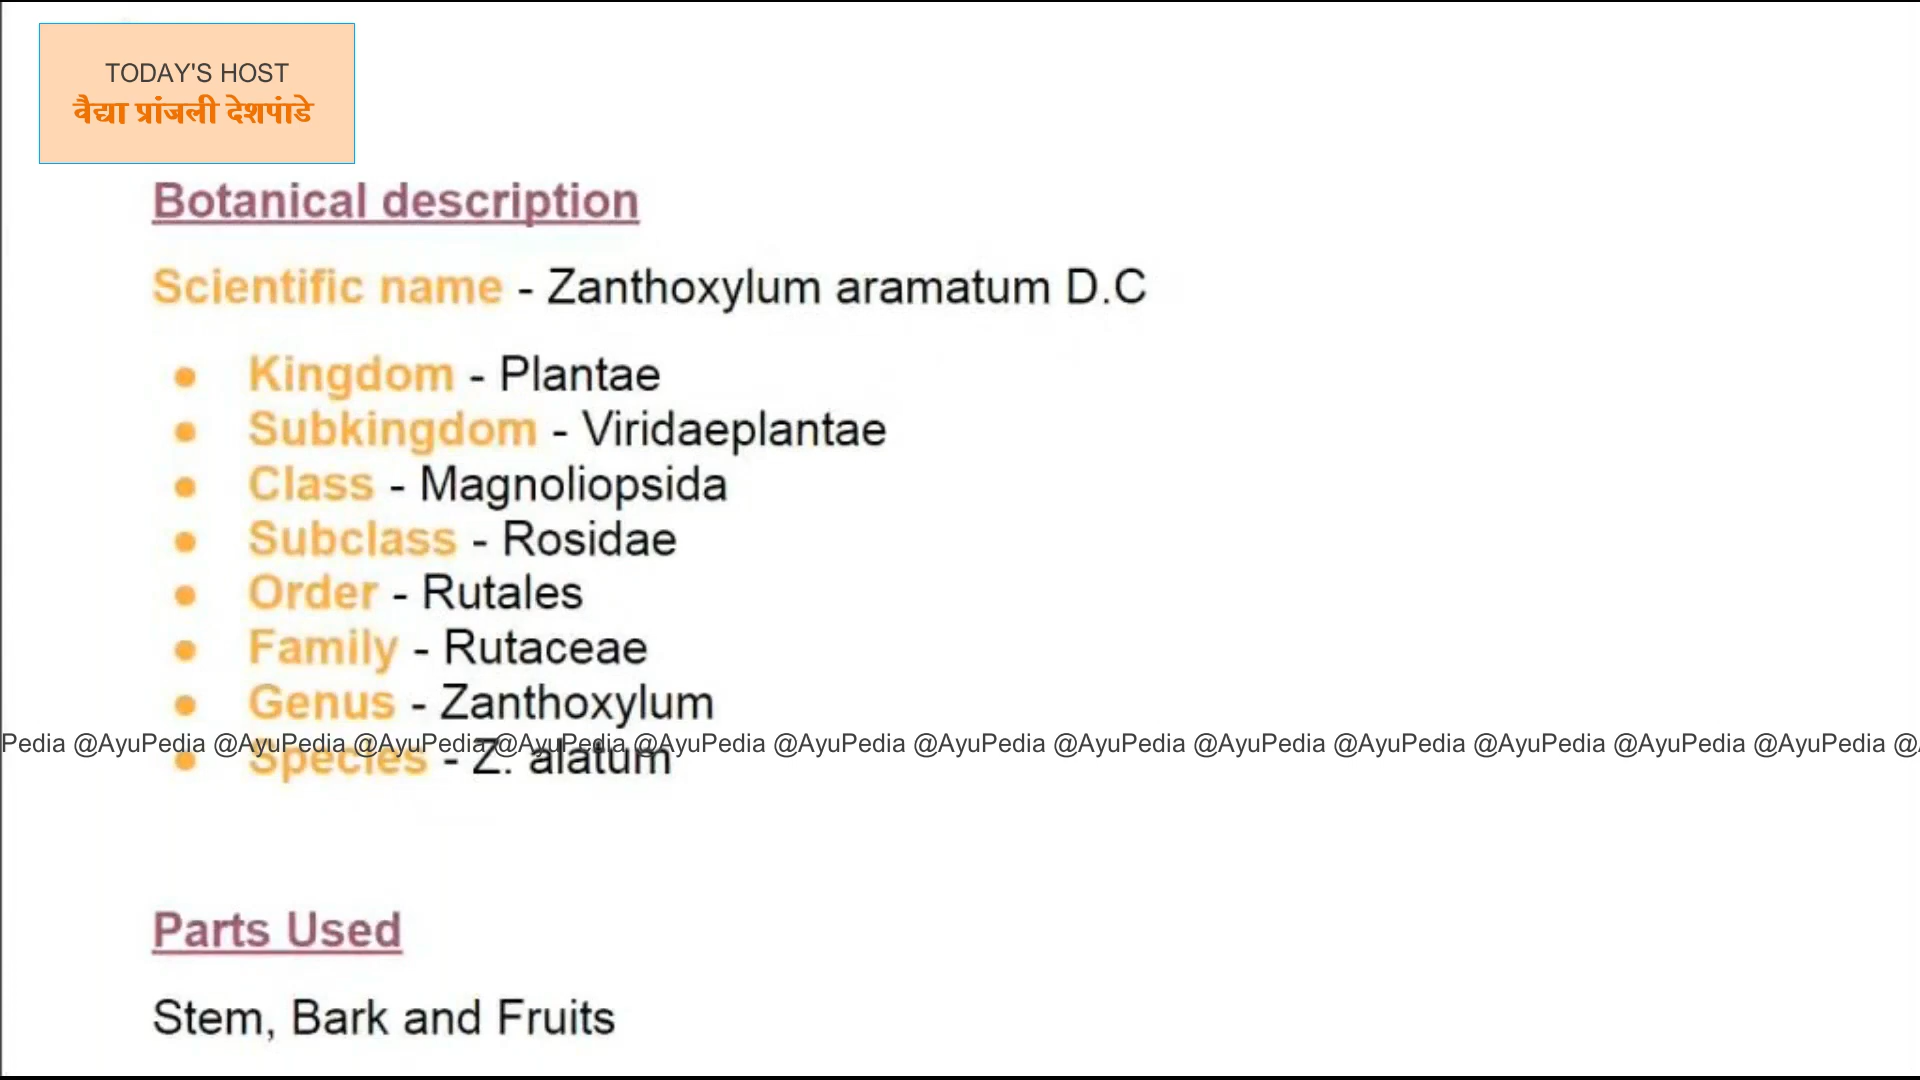 TODAY'S HOST
वैद्या प्रांजली देशपांडे
Botanical description
Scientific name - Zanthoxylum aramatum D.C
● Kingdom - Plantae
● Subkingdom - Viridaeplantae
● Class - Magnoliopsida
● Subclass - Rosidae
● Order - Rutales
● Family - Rutaceae
● Genus - Zanthoxylum
Pedia @AyuPedia @AyuPedia @AyuPedia @AyuPedia @AyuPedia @AyuPedia @AyuPedia @AyuPedia @AyuPedia @AyuPedia @AyuPedia @AyuPedia @AyuPedia @
● Species - Z. alatum
Parts Used
Stem, Bark and Fruits